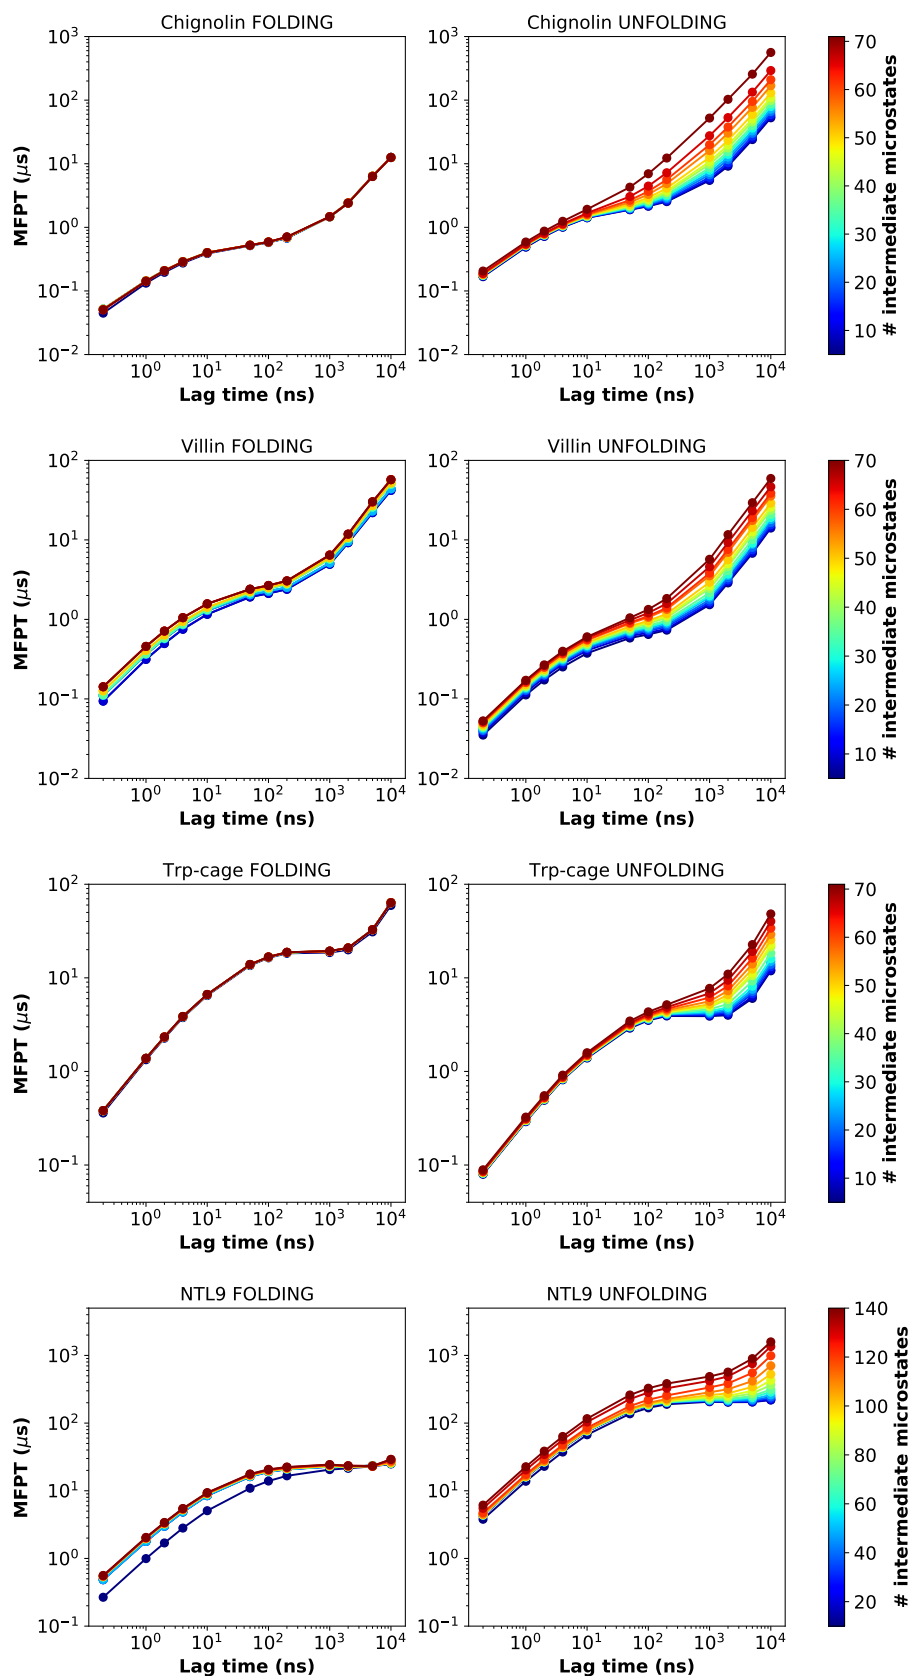 Chignolin FOLDING
Chignolin UNFOLDING
10³
10²
10¹
10⁰
10⁻¹
10⁻²
MFPT (μs)
10⁰ 10¹ 10² 10³ 10⁴
Lag time (ns)
10³
10²
10¹
10⁰
10⁻¹
10⁻²
10⁰ 10¹ 10² 10³ 10⁴
Lag time (ns)
70
60
50
40
30
20
10
# intermediate microstates
Villin FOLDING
Villin UNFOLDING
10²
10¹
10⁰
10⁻¹
10⁻²
MFPT (μs)
10⁰ 10¹ 10² 10³ 10⁴
Lag time (ns)
10²
10¹
10⁰
10⁻¹
10⁻²
10⁰ 10¹ 10² 10³ 10⁴
Lag time (ns)
70
60
50
40
30
20
10
# intermediate microstates
Trp-cage FOLDING
Trp-cage UNFOLDING
10²
10¹
10⁰
10⁻¹
MFPT (μs)
10⁰ 10¹ 10² 10³ 10⁴
Lag time (ns)
10²
10¹
10⁰
10⁻¹
10⁰ 10¹ 10² 10³ 10⁴
Lag time (ns)
70
60
50
40
30
20
10
# intermediate microstates
NTL9 FOLDING
NTL9 UNFOLDING
10³
10²
10¹
10⁰
10⁻¹
MFPT (μs)
10⁰ 10¹ 10² 10³ 10⁴
Lag time (ns)
10³
10²
10¹
10⁰
10⁻¹
10⁰ 10¹ 10² 10³ 10⁴
Lag time (ns)
140
120
100
80
60
40
20
# intermediate microstates